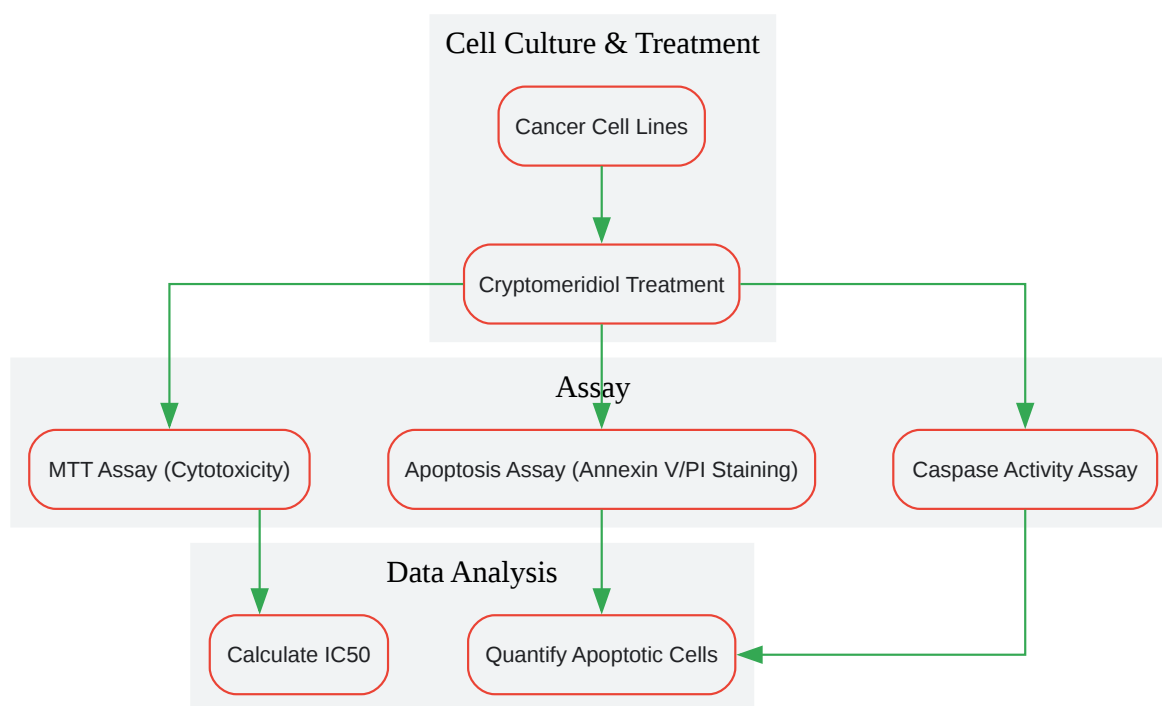 Cell Culture & Treatment
Cancer Cell Lines
Cryptomeridiol Treatment
Assay
MTT Assay (Cytotoxicity)
Apoptosis Assay (Annexin V/PI Staining)
Caspase Activity Assay
Data Analysis
Calculate IC50
Quantify Apoptotic Cells